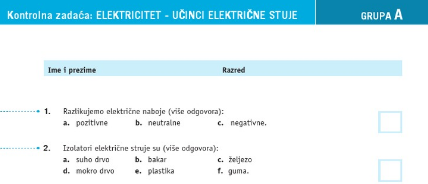 Kontrolna zadaća: ELEKTRICITET - UČINCI ELEKTRIČNE STUJE GRUPA A
Ime i prezime Razred
1. Razlikujemo električne naboje (više odgovora):
a. pozitivne b. neutralne c. negativne.
2. Izolatori električne struje su (više odgovora):
a. suho drvo b. bakar c. željezo
d. mokro drvo e. plastika f. guma.